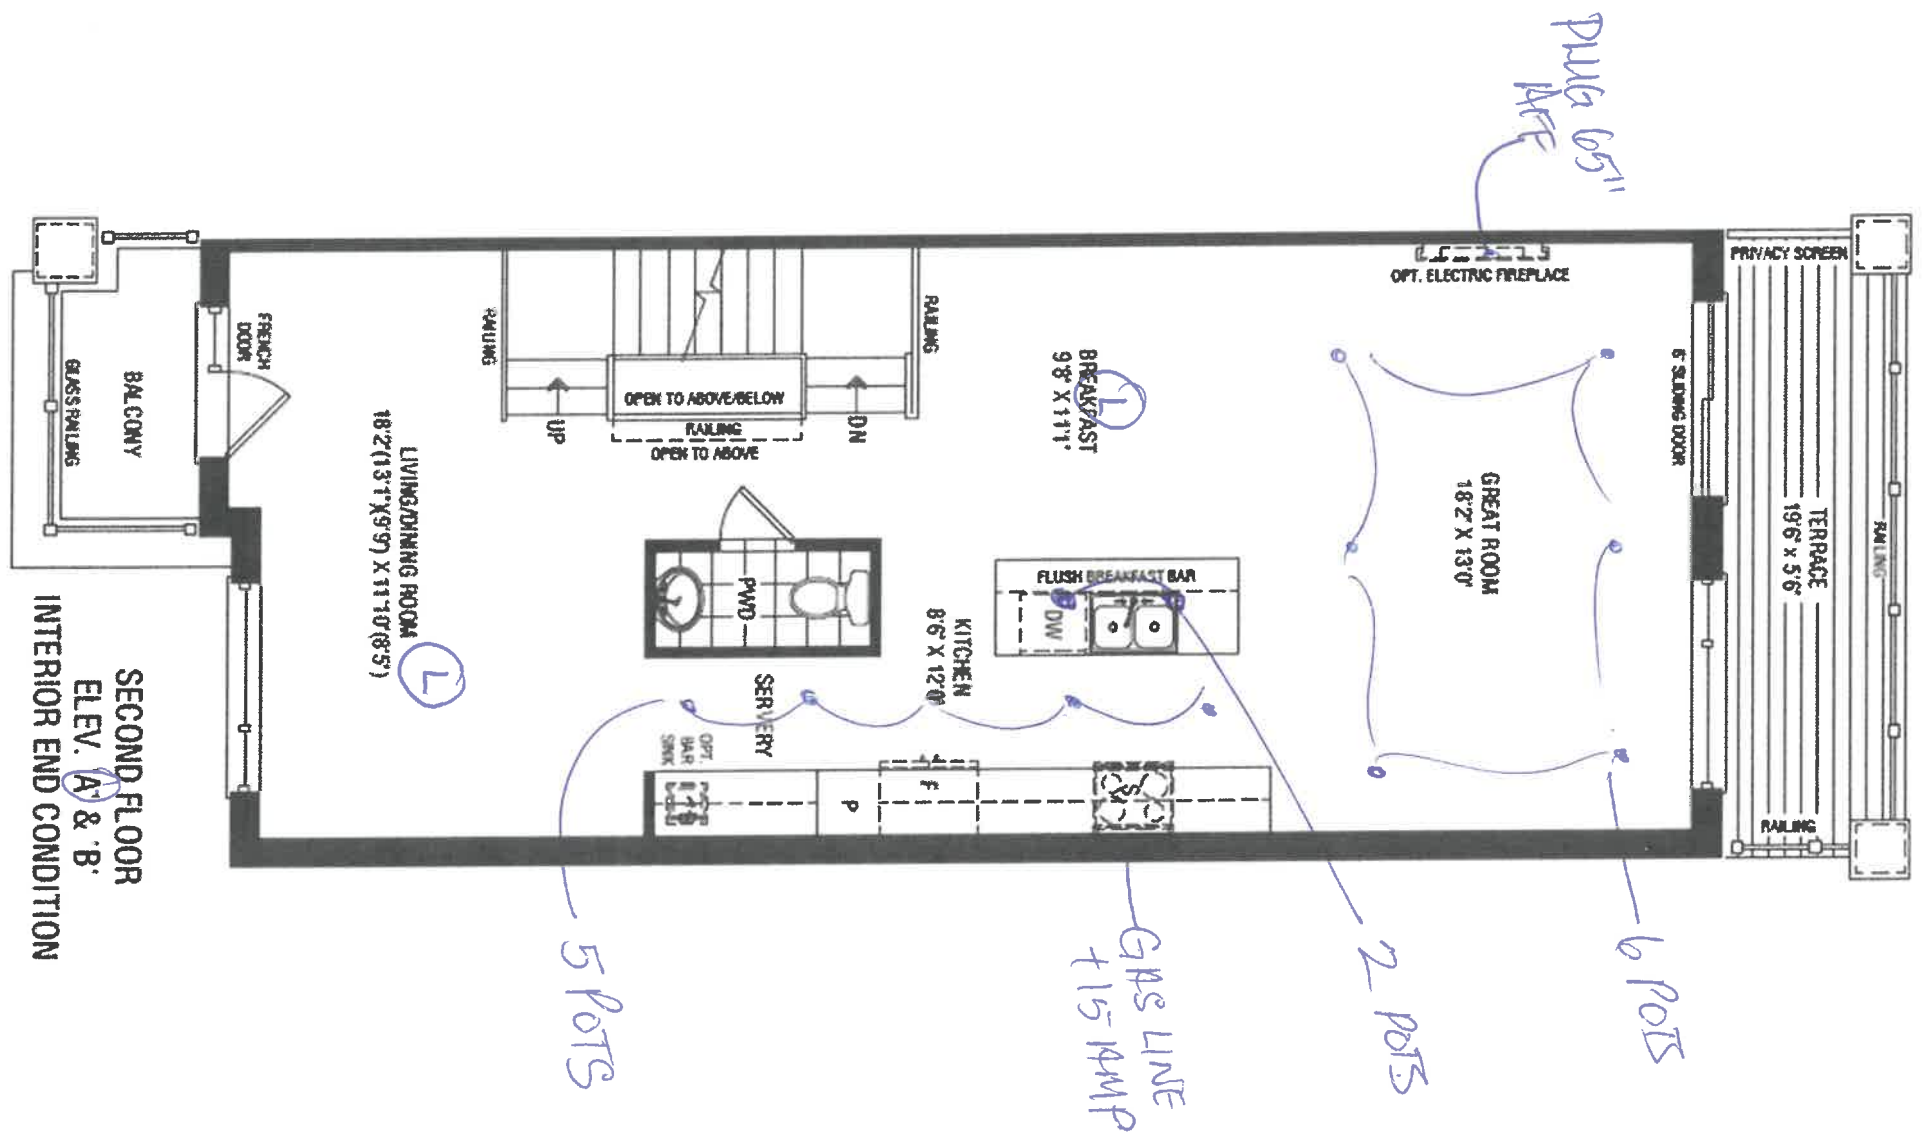 PLUG 65"
AFF
PRIVACY SCREEN
OPT. ELECTRIC FIREPLACE
RAILING
TERRACE
19'6" x 5'6"
RAILING
6' SLIDING DOOR
GREAT ROOM
18'2" X 13'0"
BREAKFAST
9'8" X 11'1"
L
RAILING
RAILING
DN
UP
OPEN TO ABOVE/BELOW
RAILING
OPEN TO ABOVE
FRENCH
DOOR
BALCONY
GLASS RAILING
LIVING/DINING ROOM
18'2"(13'1"X9'9") X 11'10"(8'5")
L
PWD
FLUSH BREAKFAST BAR
DW
KITCHEN
8'6" X 12'0"
SERVERY
OPT.
BAR
SINK
P
F
SV
6 POTS
2 POTS
GAS LINE
+ 15 AMP
5 POTS
SECOND FLOOR
ELEV. 'A' & 'B'
INTERIOR END CONDITION